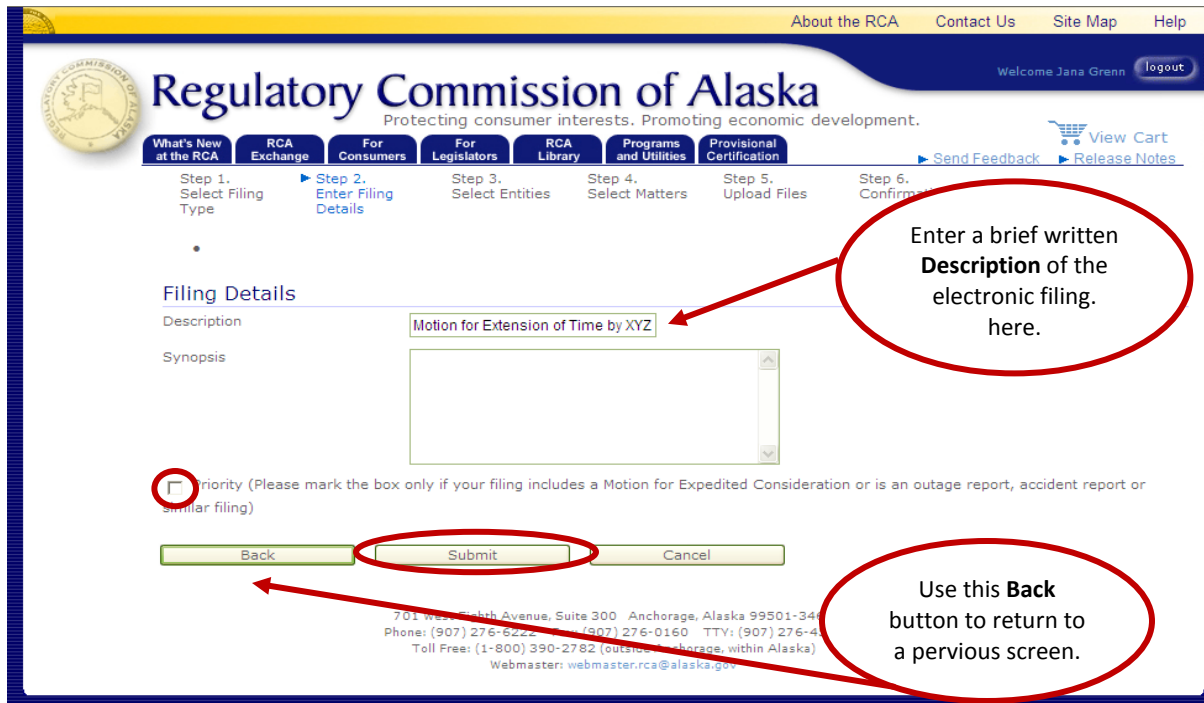 About the RCA Contact Us Site Map Help
Welcome Jana Grenn logout
Regulatory Commission of Alaska
Protecting consumer interests. Promoting economic development.
What's New at the RCA
RCA Exchange
For Consumers
For Legislators
RCA Library
Programs and Utilities
Provisional Certification
View Cart
Send Feedback Release Notes
Step 1. Select Filing Type
Step 2. Enter Filing Details
Step 3. Select Entities
Step 4. Select Matters
Step 5. Upload Files
Step 6.
Enter a brief written
Description of the
electronic filing.
here.
Filing Details
Description
Motion for Extension of Time by XYZ
Synopsis
Priority (Please mark the box only if your filing includes a Motion for Expedited Consideration or is an outage report, accident report or
similar filing)
Back Submit Cancel
Use this Back
button to return to
a pervious screen.
701 West Eighth Avenue, Suite 300 Anchorage, Alaska 99501-346
Phone: (907) 276-6222 Fax: (907) 276-0160 TTY: (907) 276-4
Toll Free: (1-800) 390-2782 (outside Anchorage, within Alaska)
Webmaster: webmaster.rca@alaska.gov